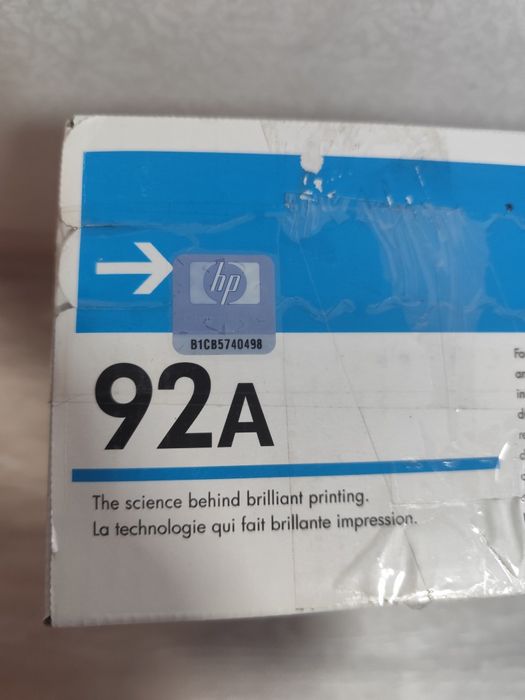 hp
B1CB5740498
92A
The science behind brilliant printing.
La technologie qui fait brillante impression.